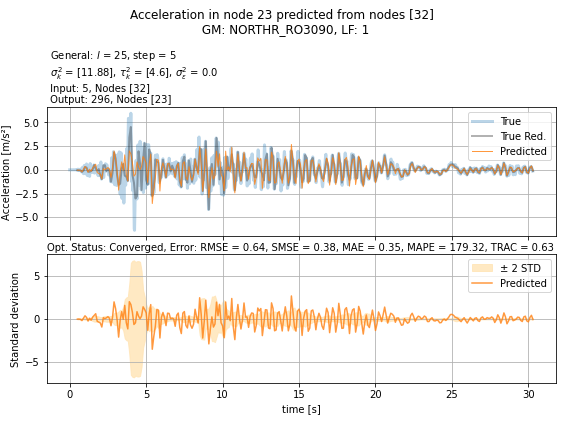 Acceleration in node 23 predicted from nodes [32]
GM: NORTHR_RO3090, LF: 1
General: l = 25, step = 5
σ²ₖ = [11.88], τ²ₖ = [4.6], σ²ε = 0.0
Input: 5, Nodes [32]
Output: 296, Nodes [23]
Acceleration [m/s²]
5.0
2.5
0.0
−2.5
−5.0
True
True Red.
Predicted
Opt. Status: Converged, Error: RMSE = 0.64, SMSE = 0.38, MAE = 0.35, MAPE = 179.32, TRAC = 0.63
Standard deviation
5
0
−5
± 2 STD
Predicted
0 5 10 15 20 25 30
time [s]